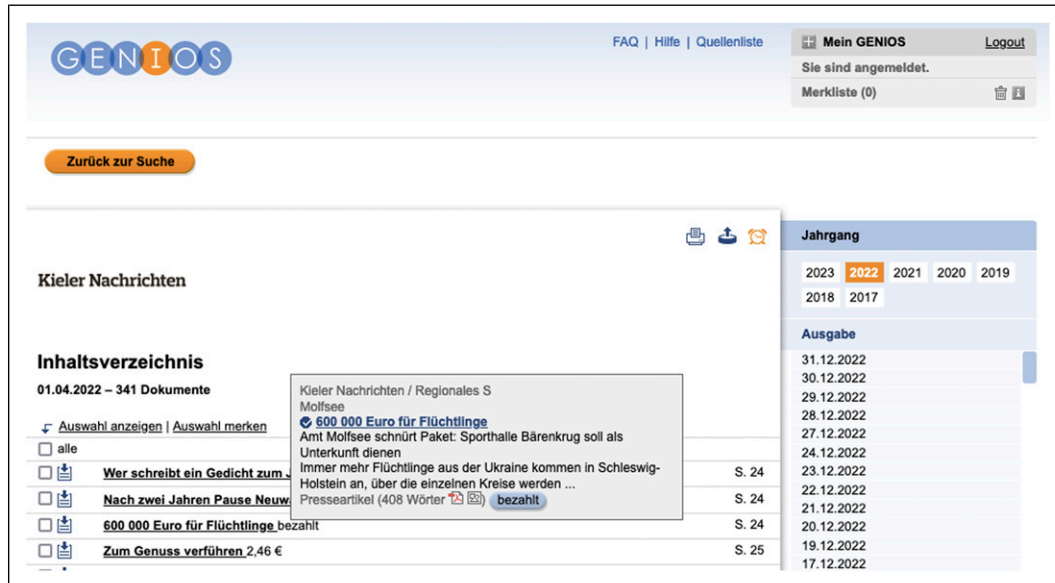 GENIOS
FAQ | Hilfe | Quellenliste
Mein GENIOS Logout
Sie sind angemeldet.
Merkliste (0)
Zurück zur Suche
Kieler Nachrichten
Inhaltsverzeichnis
01.04.2022 – 341 Dokumente
Auswahl anzeigen | Auswahl merken
alle
Wer schreibt ein Gedicht zum S. 24
Nach zwei Jahren Pause S. 24
600 000 Euro für Flüchtlinge bezahlt S. 24
Zum Genuss verführen 2,46 € S. 25
Kieler Nachrichten / Regionales S
Molfsee
600 000 Euro für Flüchtlinge
Amt Molfsee schnürt Paket: Sporthalle Bärenkrug soll als
Unterkunft dienen
Immer mehr Flüchtlinge aus der Ukraine kommen in Schleswig-
Holstein an, über die einzelnen Kreise werden ...
Presseartikel (408 Wörter ) bezahlt
Jahrgang
2023 2022 2021 2020 2019
2018 2017
Ausgabe
31.12.2022
30.12.2022
29.12.2022
28.12.2022
27.12.2022
24.12.2022
23.12.2022
22.12.2022
21.12.2022
20.12.2022
19.12.2022
17.12.2022